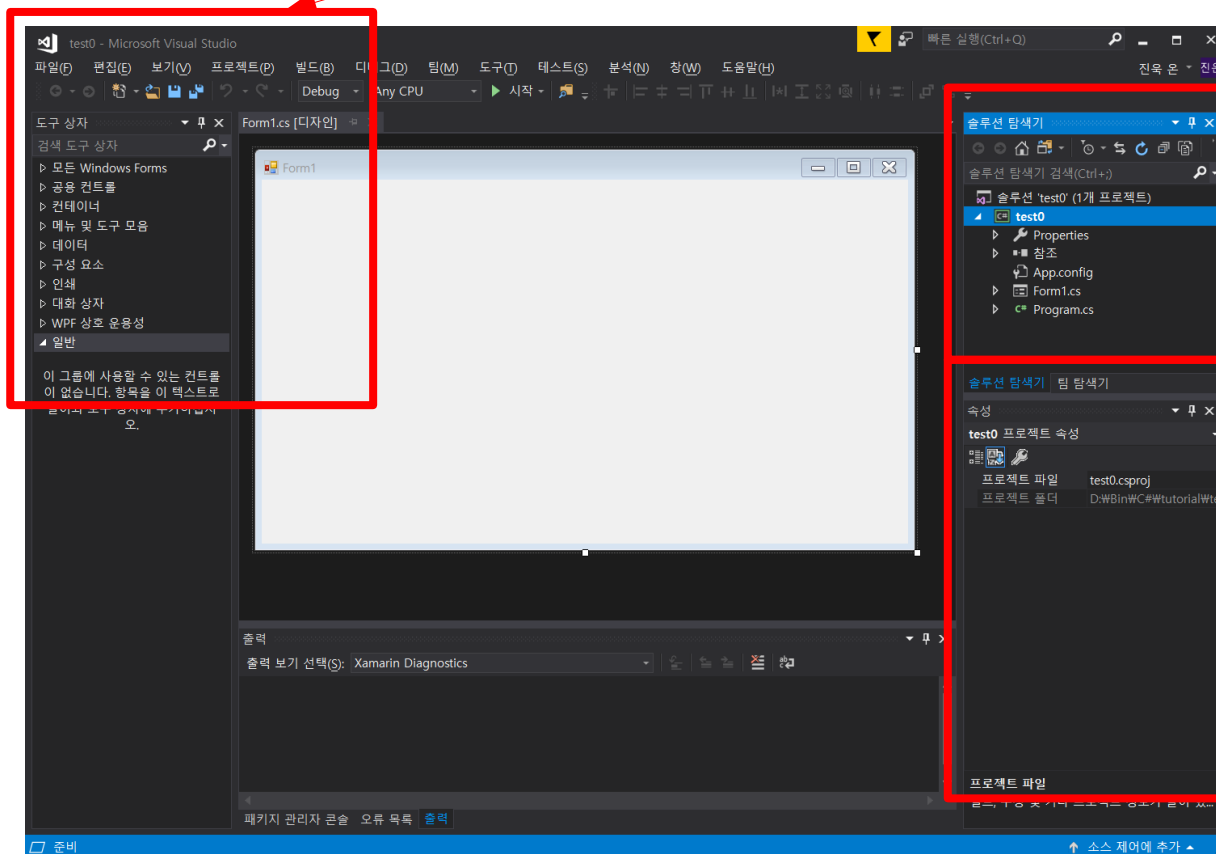 test0 - Microsoft Visual Studio
빠른 실행(Ctrl+Q)
파일(F) 편집(E) 보기(V) 프로젝트(P) 빌드(B) 디버그(D) 팀(M) 도구(T) 테스트(S) 분석(N) 창(W) 도움말(H)
진욱 온
Debug Any CPU 시작
도구 상자
Form1.cs [디자인]
솔루션 탐색기
검색 도구 상자
Form1
솔루션 탐색기 검색(Ctrl+;)
모든 Windows Forms
공용 컨트롤
컨테이너
메뉴 및 도구 모음
데이터
구성 요소
인쇄
대화 상자
WPF 상호 운용성
일반
이 그룹에 사용할 수 있는 컨트롤
이 없습니다. 항목을 이 텍스트로
오.
솔루션 'test0' (1개 프로젝트)
test0
Properties
참조
App.config
Form1.cs
Program.cs
솔루션 탐색기 팀 탐색기
속성
test0 프로젝트 속성
프로젝트 파일 test0.csproj
프로젝트 폴더 D:₩Bin₩C#₩tutorial₩te
출력
출력 보기 선택(S): Xamarin Diagnostics
프로젝트 파일
패키지 관리자 콘솔 오류 목록 출력
준비
소스 제어에 추가